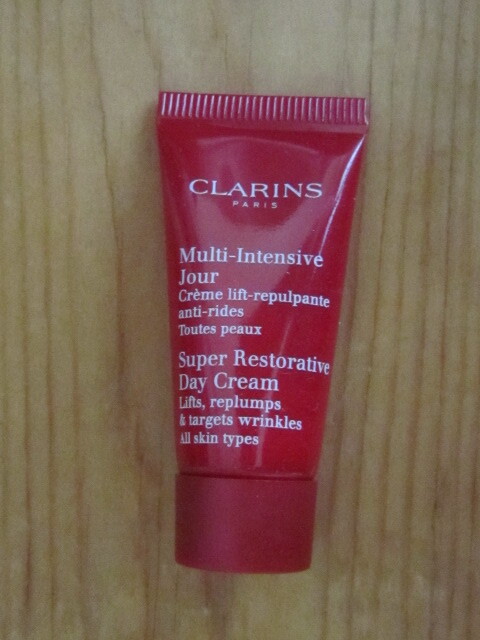 CLARINS
PARIS
Multi-Intensive
Jour
Crème lift-repulpante
anti-rides
Toutes peaux
Super Restorative
Day Cream
Lifts, replumps
& targets wrinkles
All skin types